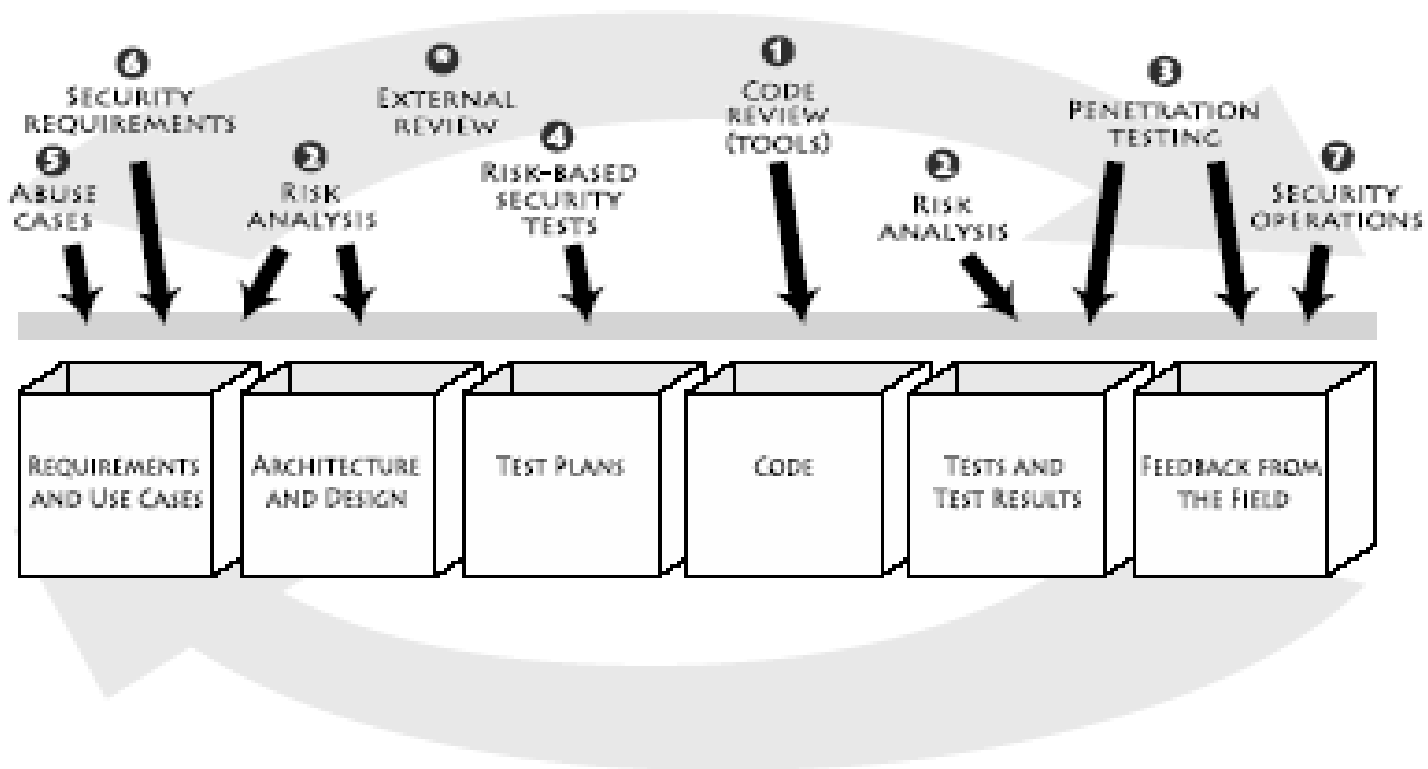 6
SECURITY
REQUIREMENTS
5
ABUSE
CASES
2
RISK
ANALYSIS
EXTERNAL
REVIEW
4
RISK-BASED
SECURITY
TESTS
1
CODE
REVIEW
(TOOLS)
2
RISK
ANALYSIS
3
PENETRATION
TESTING
7
SECURITY
OPERATIONS
REQUIREMENTS
AND USE CASES
ARCHITECTURE
AND DESIGN
TEST PLANS
CODE
TESTS AND
TEST RESULTS
FEEDBACK FROM
THE FIELD